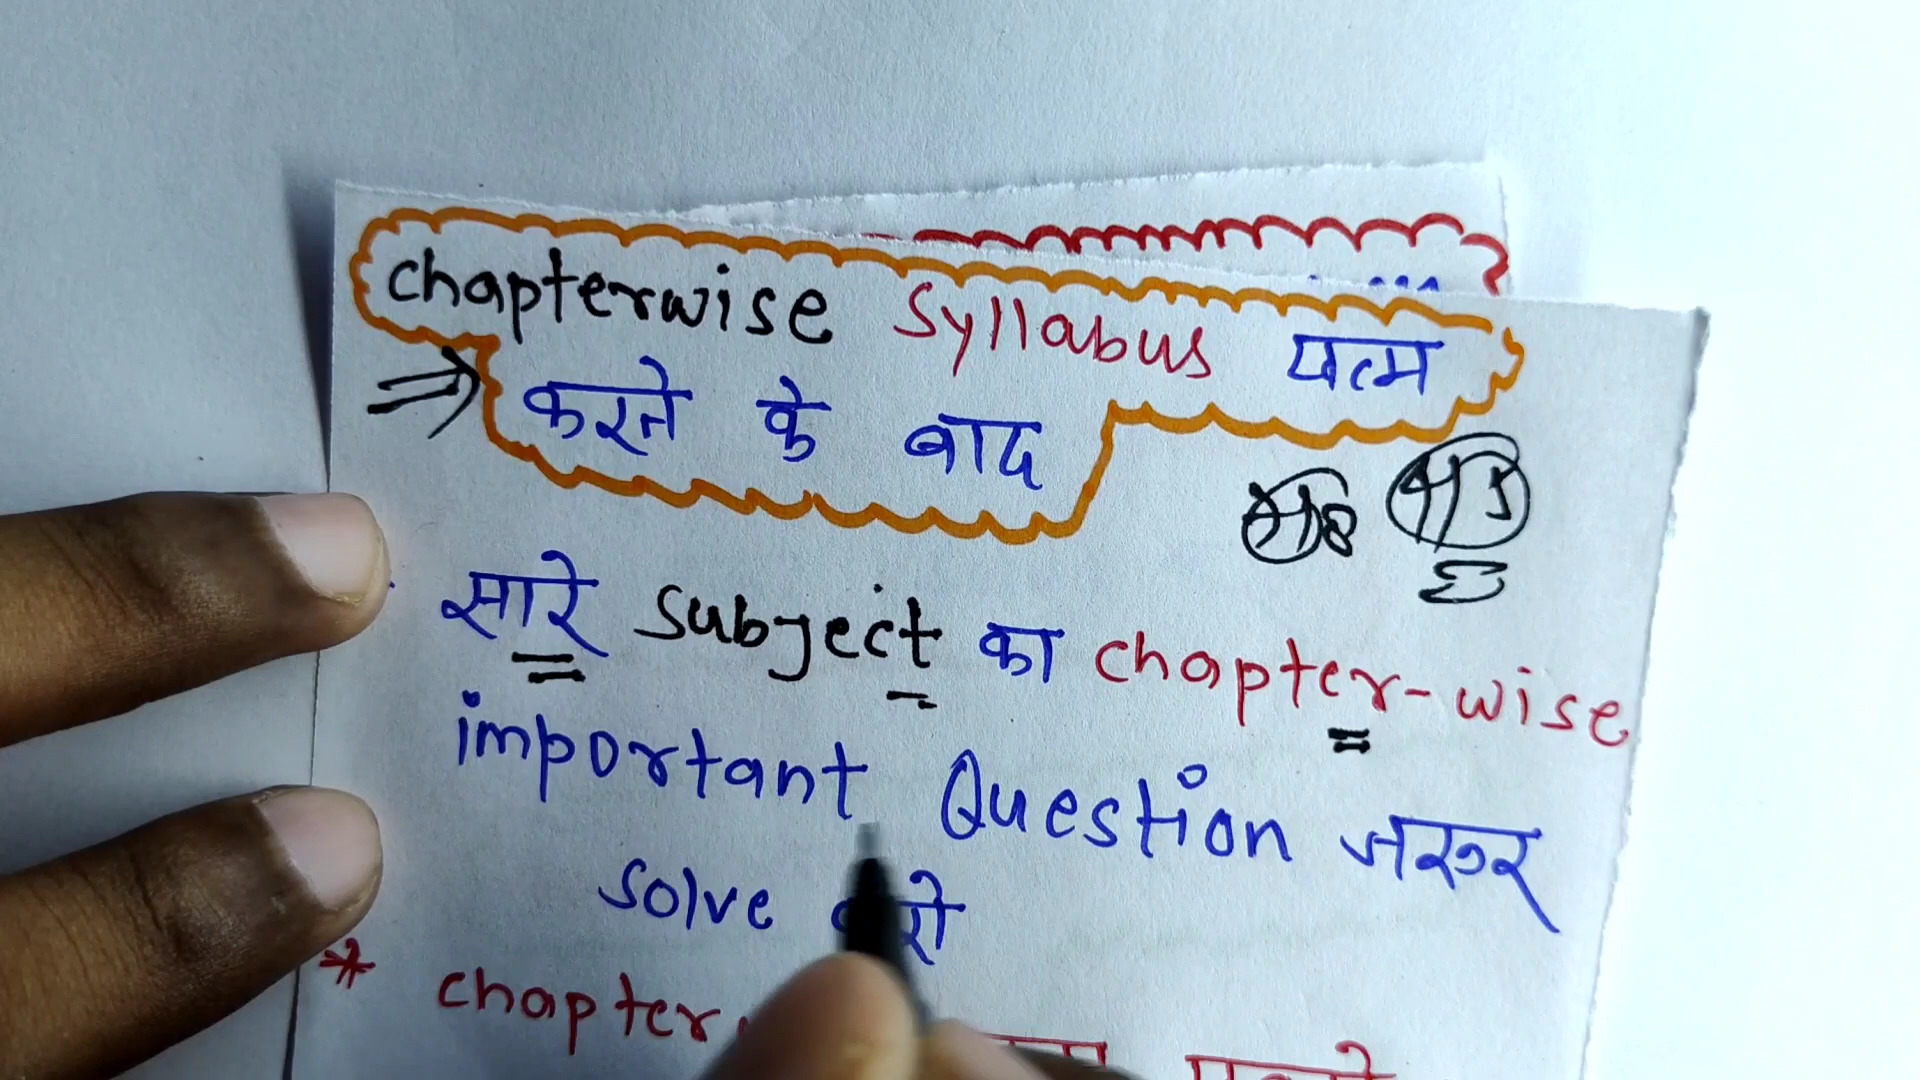 chapterwise Syllabus खत्म
करने के बाद
सारे Subject का chapter-wise
important Question जरूर
solve करो
* chapter